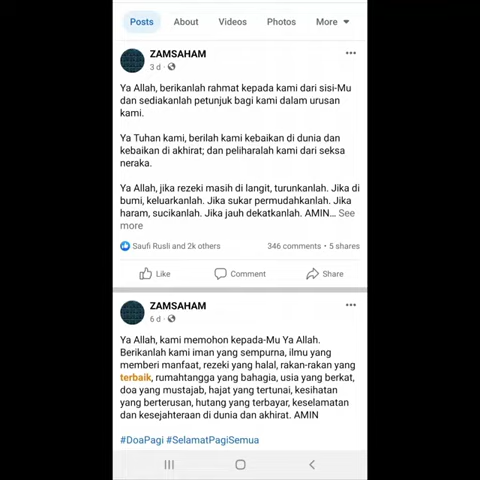 Posts About Videos Photos More
ZAMSAHAM
3 d
Ya Allah, berikanlah rahmat kepada kami dari sisi-Mu
dan sediakanlah petunjuk bagi kami dalam urusan
kami.
Ya Tuhan kami, berilah kami kebaikan di dunia dan
kebaikan di akhirat; dan peliharalah kami dari seksa
neraka.
Ya Allah, jika rezeki masih di langit, turunkanlah. Jika di
bumi, keluarkanlah. Jika sukar permudahkanlah. Jika
haram, sucikanlah. Jika jauh dekatkanlah. AMIN... See
more
Saufi Rusli and 2k others 346 comments • 5 shares
Like Comment Share
ZAMSAHAM
6 d
Ya Allah, kami memohon kepada-Mu Ya Allah.
Berikanlah kami iman yang sempurna, ilmu yang
memberi manfaat, rezeki yang halal, rakan-rakan yang
terbaik, rumahtangga yang bahagia, usia yang berkat,
doa yang mustajab, hajat yang tertunai, kesihatan
yang berterusan, hutang yang terbayar, keselamatan
dan kesejahteraan di dunia dan akhirat. AMIN
#DoaPagi #SelamatPagiSemua